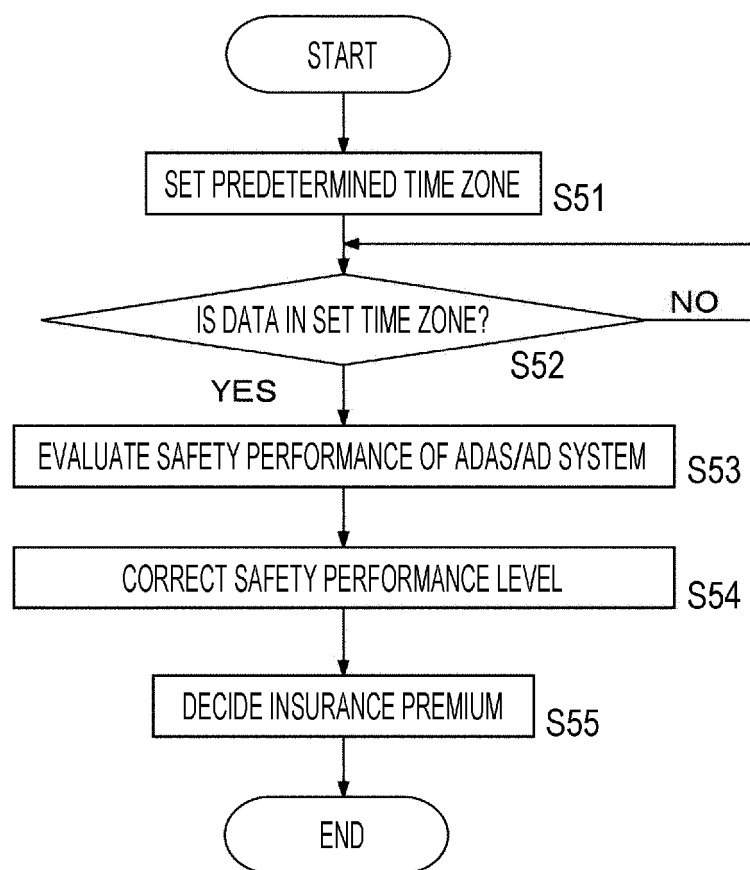 START
SET PREDETERMINED TIME ZONE
S51
IS DATA IN SET TIME ZONE?
NO
S52
YES
EVALUATE SAFETY PERFORMANCE OF ADAS/AD SYSTEM
S53
CORRECT SAFETY PERFORMANCE LEVEL
S54
DECIDE INSURANCE PREMIUM
S55
END